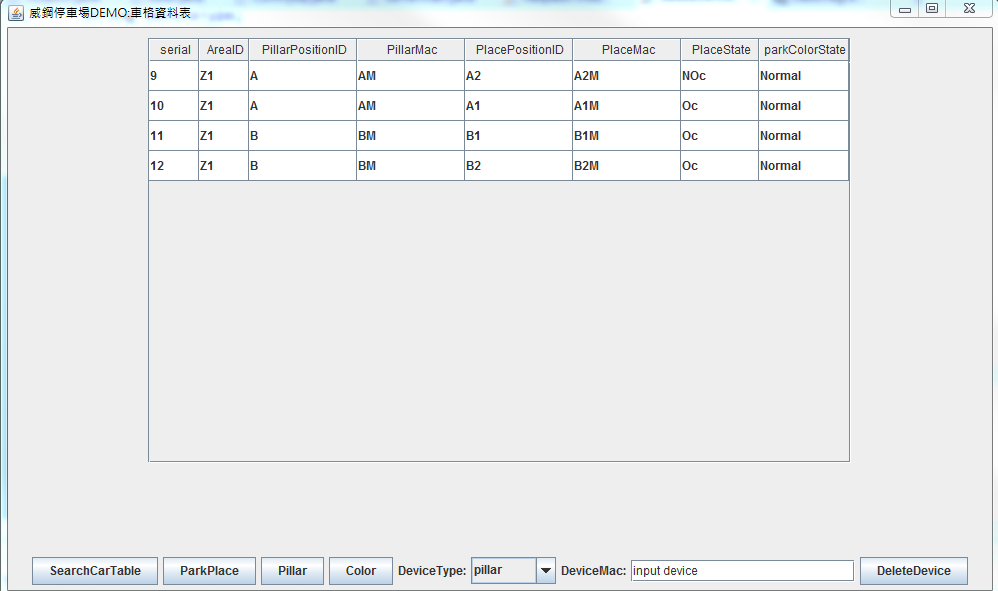 威鋼停車場DEMO:車格資料表
serial AreaID PillarPositionID PillarMac PlacePositionID PlaceMac PlaceState parkColorState
9 Z1 A AM A2 A2M NOc Normal
10 Z1 A AM A1 A1M Oc Normal
11 Z1 B BM B1 B1M Oc Normal
12 Z1 B BM B2 B2M Oc Normal
SearchCarTable ParkPlace Pillar Color DeviceType: pillar DeviceMac: input device DeleteDevice